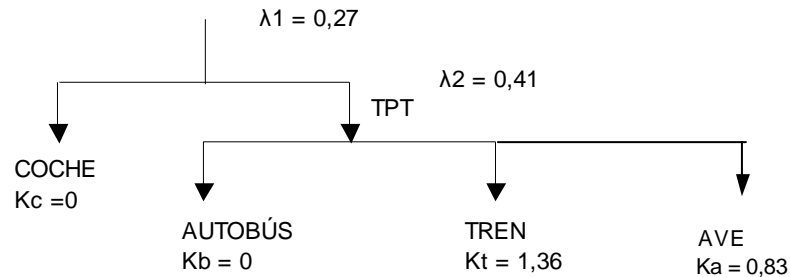 λ1 = 0,27
λ2 = 0,41
TPT
COCHE
Kc =0
AUTOBÚS
Kb = 0
TREN
Kt = 1,36
AVE
Ka = 0,83